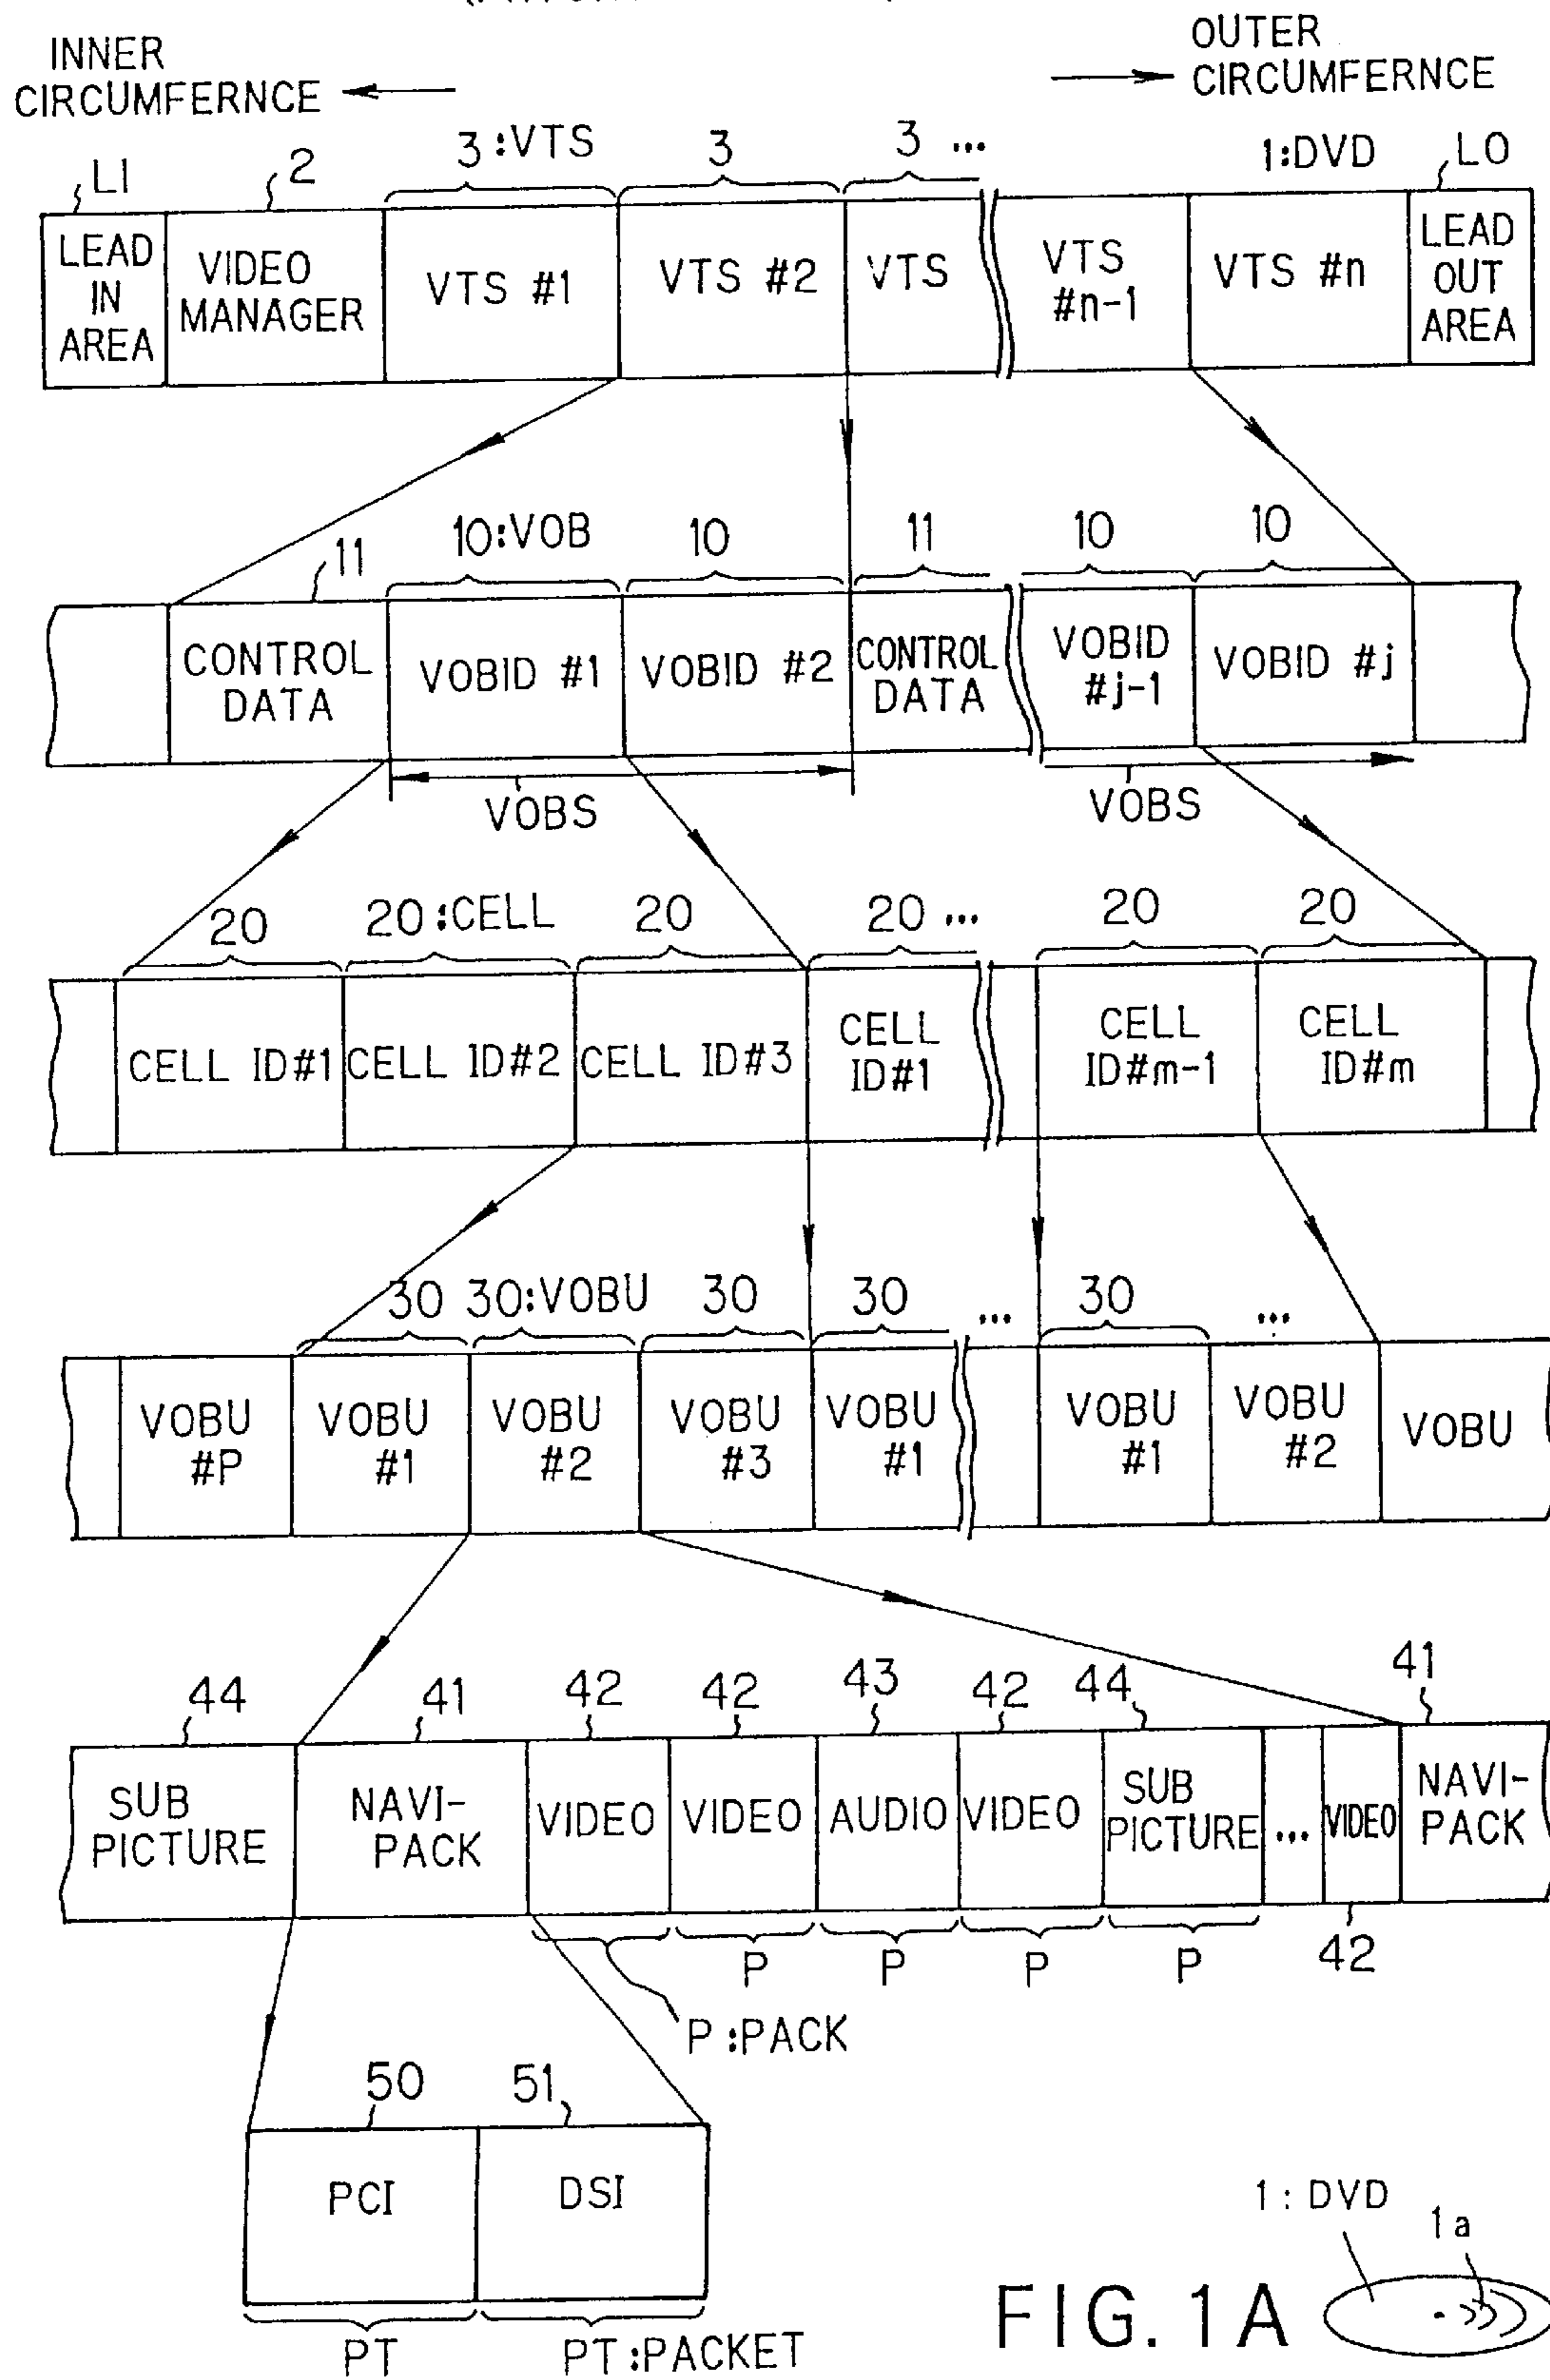 INNER
CIRCUMFERNCE
OUTER
CIRCUMFERNCE
LI
2
3:VTS
3
3 ...
1:DVD
LO
LEAD
IN
AREA
VIDEO
MANAGER
VTS #1
VTS #2
VTS
VTS
#n-1
VTS #n
LEAD
OUT
AREA
11
10:VOB
10
11
10
10
CONTROL
DATA
VOBID #1
VOBID #2
CONTROL
DATA
VOBID
#j-1
VOBID #j
VOBS
VOBS
20
20:CELL
20
20 ...
20
20
CELL ID#1
CELL ID#2
CELL ID#3
CELL
ID#1
CELL
ID#m-1
CELL
ID#m
30
30:VOBU
30
30
...
30
...
VOBU
#P
VOBU
#1
VOBU
#2
VOBU
#3
VOBU
#1
VOBU
#1
VOBU
#2
VOBU
44
41
42
42
43
42
44
41
SUB
PICTURE
NAVI-
PACK
VIDEO
VIDEO
AUDIO
VIDEO
SUB
PICTURE
...
VIDEO
NAVI-
PACK
P
P
P
P
42
P:PACK
50
51
PCI
DSI
PT
PT:PACKET
1: DVD
1a
FIG. 1A